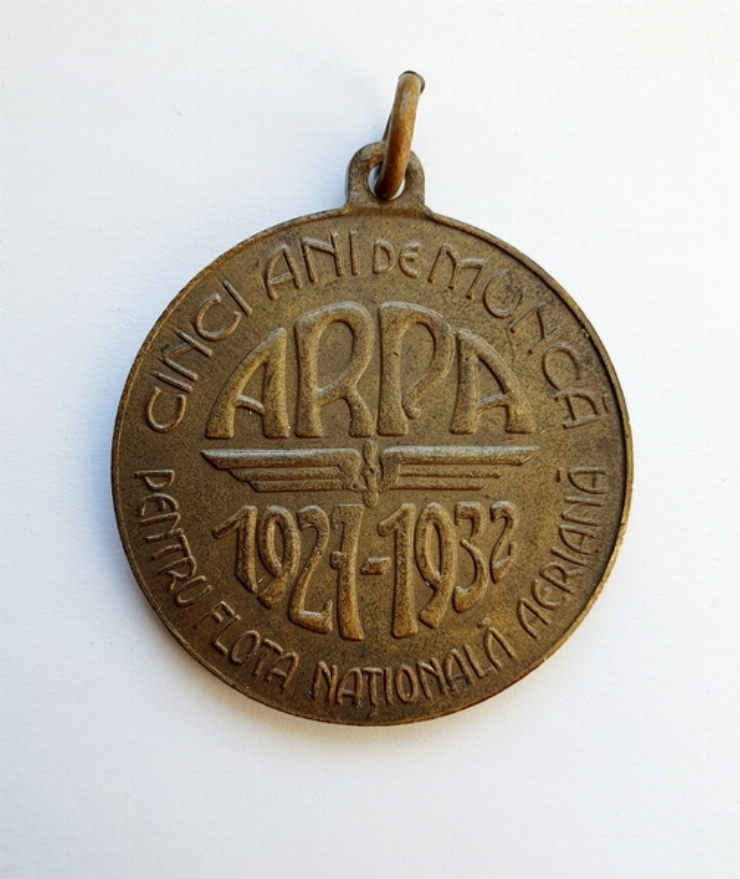 CINCI ANI DE MUNCĂ
ARPA
1927-1932
PENTRU FLOTA NAȚIONALĂ AERIANĂ